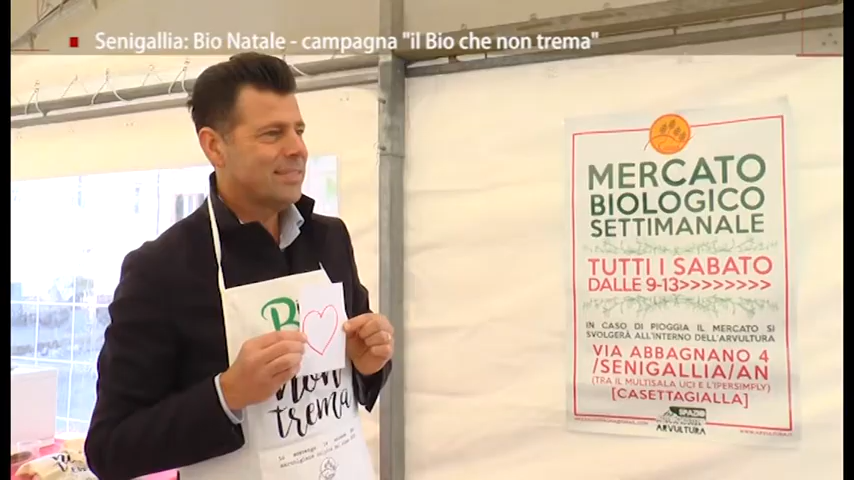 Senigallia: Bio Natale - campagna "il Bio che non trema"
MERCATO
BIOLOGICO
SETTIMANALE
TUTTI I SABATO
DALLE 9-13>>>>>>>>
IN CASO DI PIOGGIA IL MERCATO SI
SVOLGERÀ ALL'INTERNO DELL'ARVULTURA
VIA ABBAGNANO 4
/SENIGALLIA/AN
(TRA IL MULTISALA UCI E L'IPERSIMPLY)
[CASETTAGIALLA]
SPAZIO
ARVULTURA
Bi
non
trema.